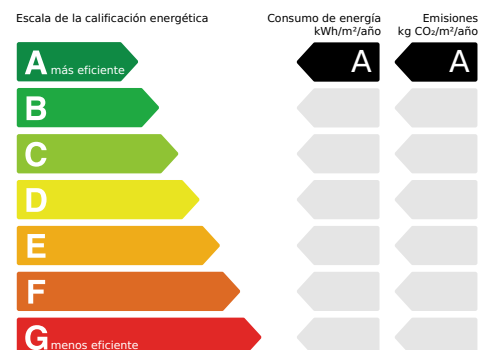 Escala de la calificación energética
Consumo de energía
kWh/m²/año
Emisiones
kg CO₂/m²/año
A más eficiente
A
A
B
C
D
E
F
G menos eficiente